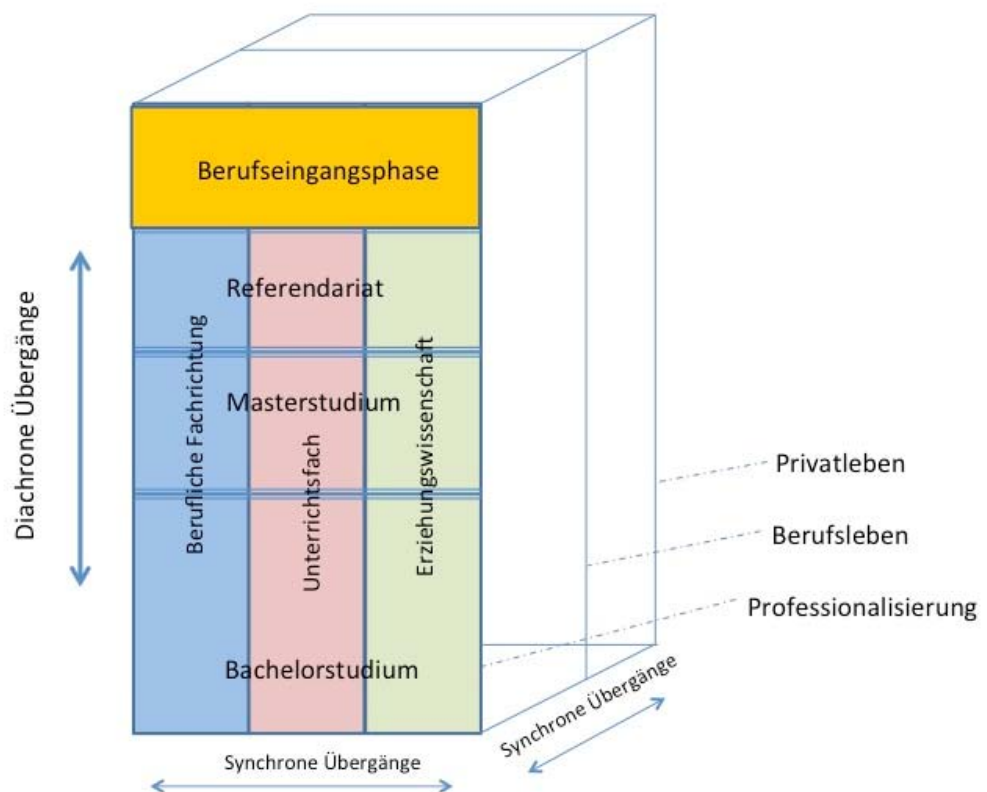 Berufseingangsphase
Referendariat
Masterstudium
Bachelorstudium
Berufliche Fachrichtung
Unterrichtsfach
Erziehungswissenschaft
Diachrone Übergänge
Synchrone Übergänge
Synchrone Übergänge
Privatleben
Berufsleben
Professionalisierung